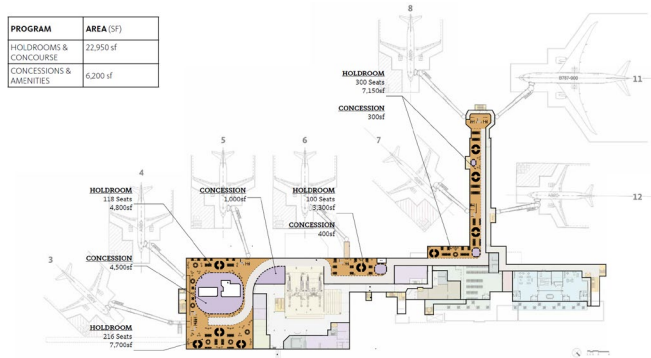 8
PROGRAM AREA (SF)
HOLDROOMS & CONCOURSE 22,950 sf
CONCESSIONS & AMENITIES 6,200 sf
HOLDROOM
300 Seats
7,150sf
CONCESSION
300sf
11
5
6
7
4
HOLDROOM
118 Seats
4,800sf
CONCESSION
1,000sf
HOLDROOM
100 Seats
3,300sf
CONCESSION
400sf
12
3
CONCESSION
4,500sf
HOLDROOM
216 Seats
7,700sf